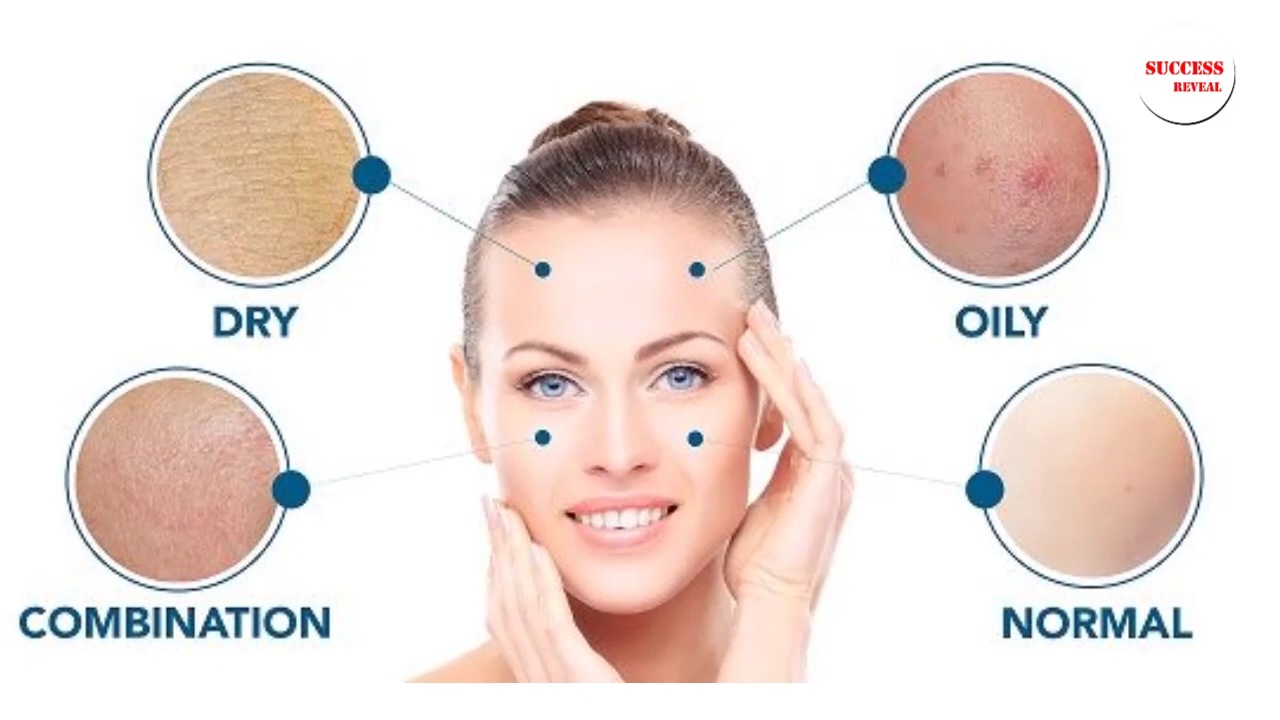 SUCCESS
REVEAL
DRY
OILY
COMBINATION
NORMAL